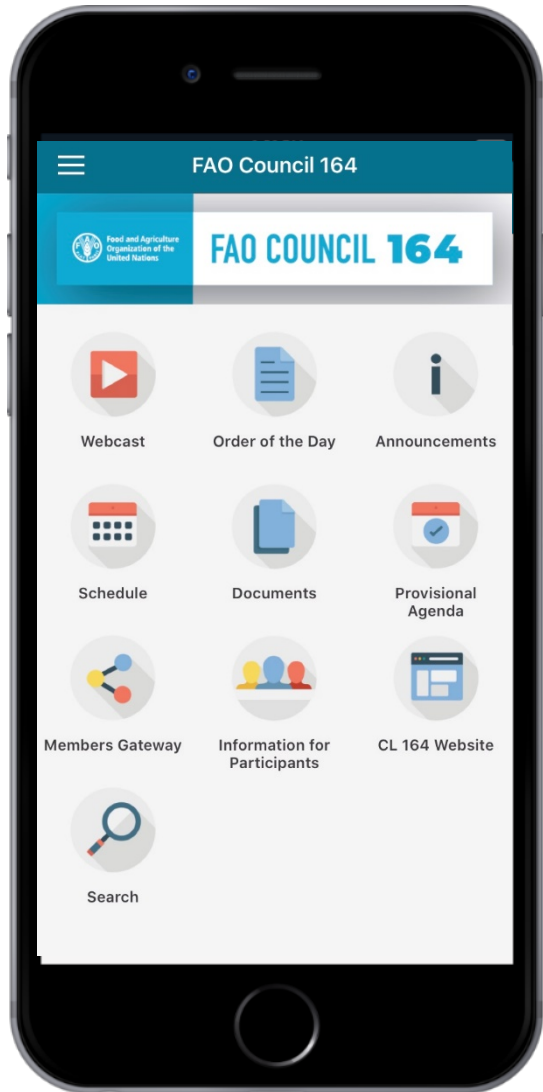 FAO Council 164
Food and Agriculture
Organization of the
United Nations
FAO COUNCIL 164
Webcast
Order of the Day
Announcements
Schedule
Documents
Provisional
Agenda
Members Gateway
Information for
Participants
CL 164 Website
Search